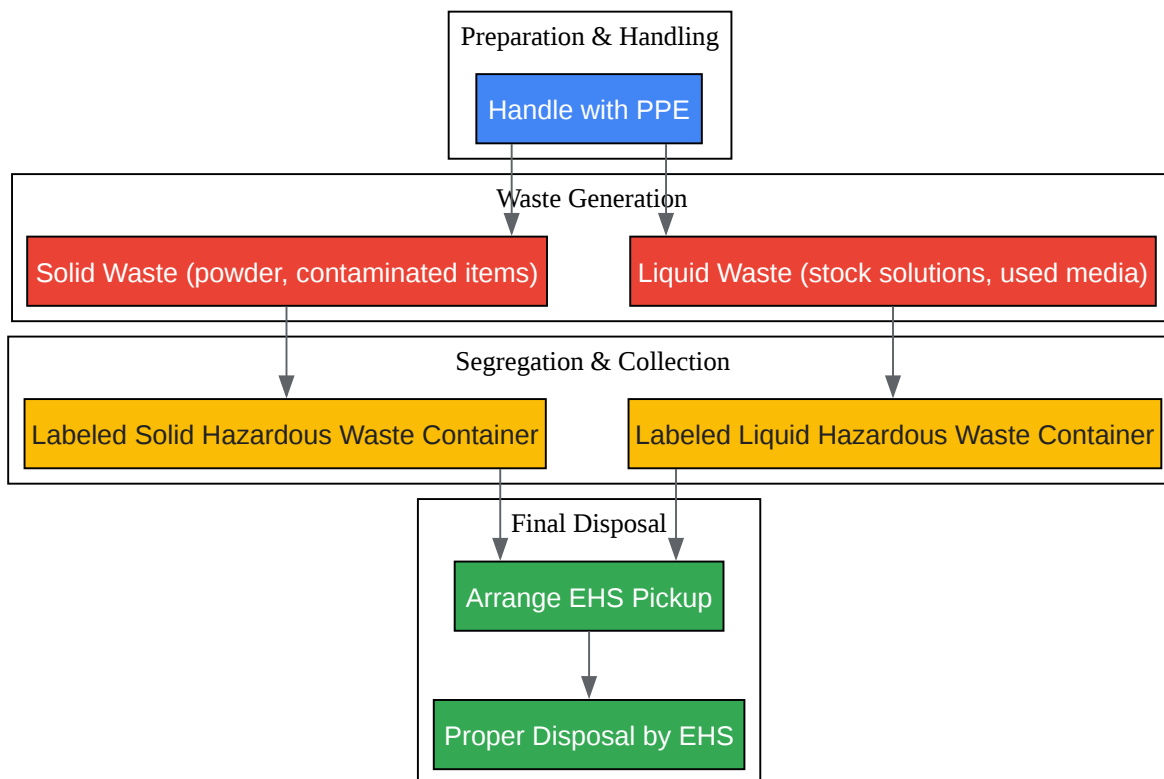 Preparation & Handling
Handle with PPE
Waste Generation
Solid Waste (powder, contaminated items)
Liquid Waste (stock solutions, used media)
Segregation & Collection
Labeled Solid Hazardous Waste Container
Labeled Liquid Hazardous Waste Container
Final Disposal
Arrange EHS Pickup
Proper Disposal by EHS